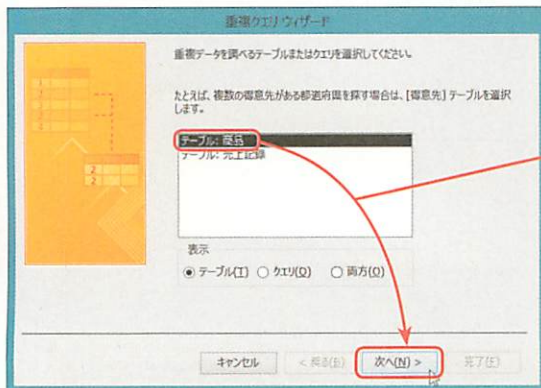 重複クエリ ウィザード
重複データを調べるテーブルまたはクエリを選択してください。
たとえば、複数の得意先がある都道府県を探す場合は、[得意先] テーブルを選択
します。
テーブル: 商品
テーブル: 売上記録
表示
テーブル(T) クエリ(Q) 両方(O)
キャンセル < 戻る(B) 次へ(N) > 完了(F)